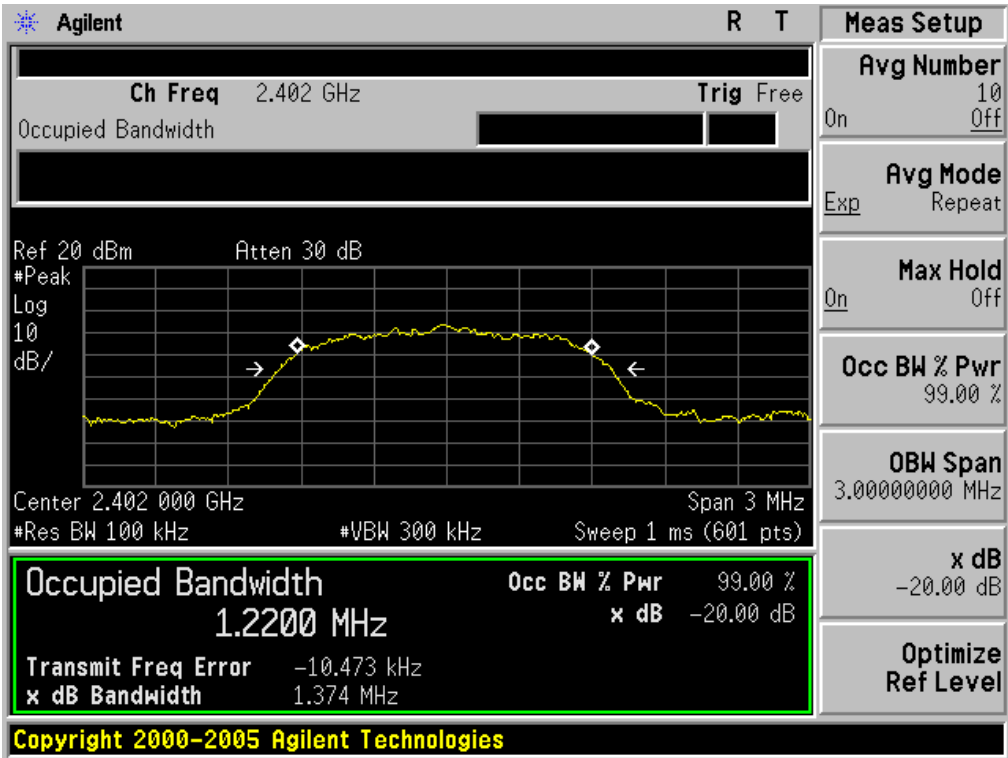 Agilent R T
Meas Setup
Ch Freq 2.402 GHz Trig Free
Occupied Bandwidth
Ref 20 dBm Atten 30 dB
#Peak
Log
10
dB/
Center 2.402 000 GHz Span 3 MHz
#Res BW 100 kHz #VBW 300 kHz Sweep 1 ms (601 pts)
Occupied Bandwidth Occ BW % Pwr 99.00 %
1.2200 MHz x dB -20.00 dB
Transmit Freq Error -10.473 kHz
x dB Bandwidth 1.374 MHz
Avg Number
10
On Off
Avg Mode
Exp Repeat
Max Hold
On Off
Occ BW % Pwr
99.00 %
OBW Span
3.00000000 MHz
x dB
-20.00 dB
Optimize
Ref Level
Copyright 2000-2005 Agilent Technologies